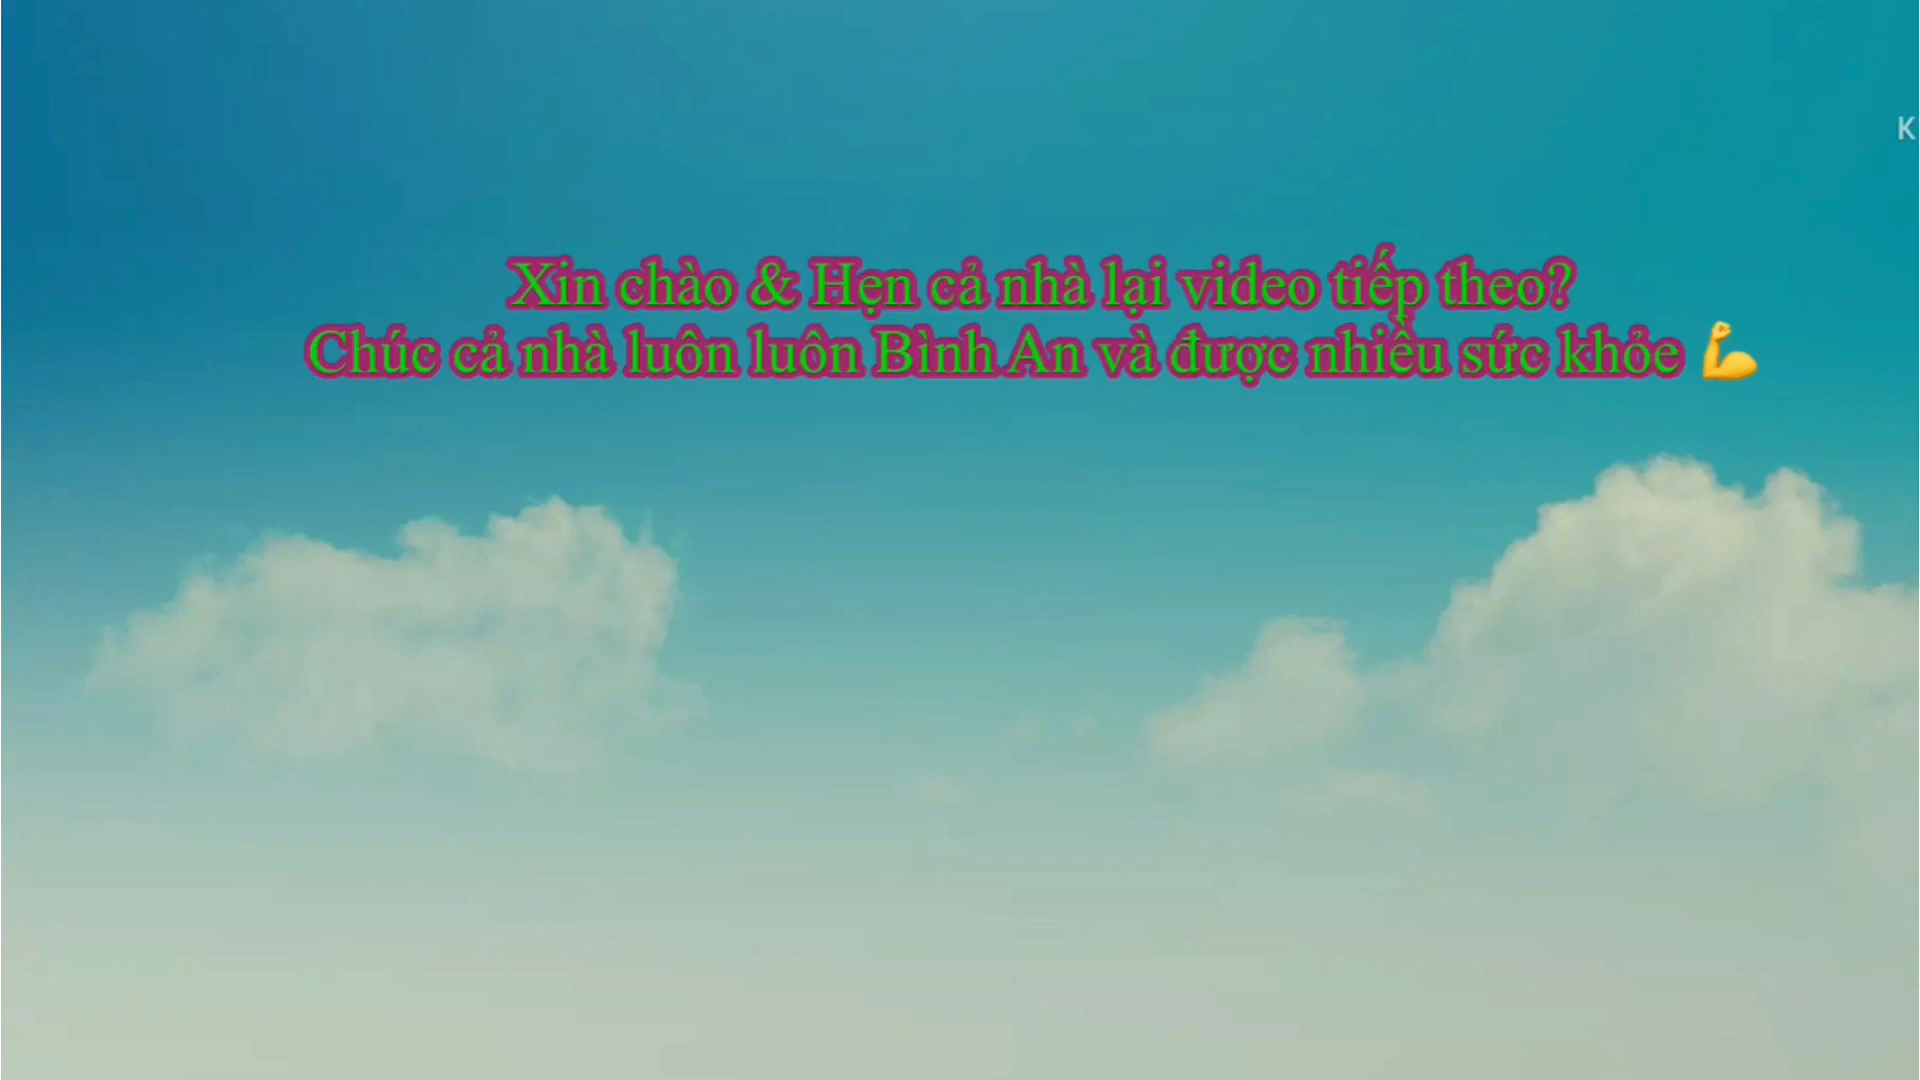 K
Xin chào & Hẹn cả nhà lại video tiếp theo?
Chúc cả nhà luôn luôn Bình An và được nhiều sức khỏe 💪